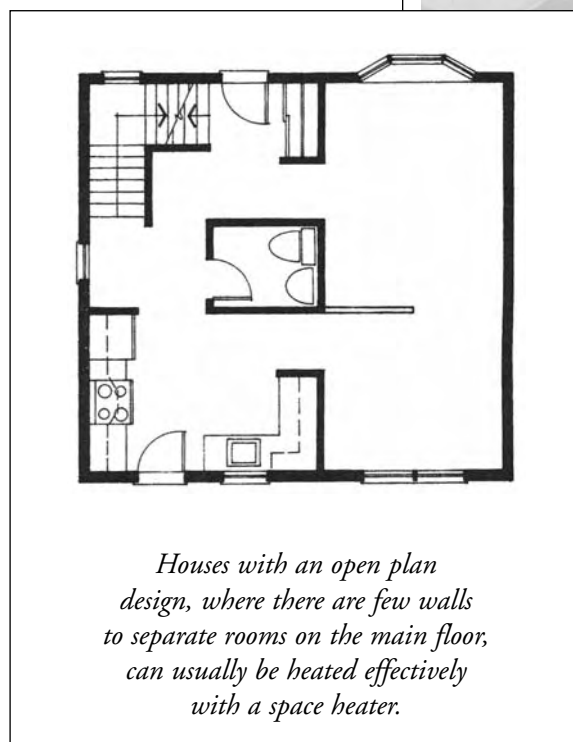 Houses with an open plan
design, where there are few walls
to separate rooms on the main floor,
can usually be heated effectively
with a space heater.